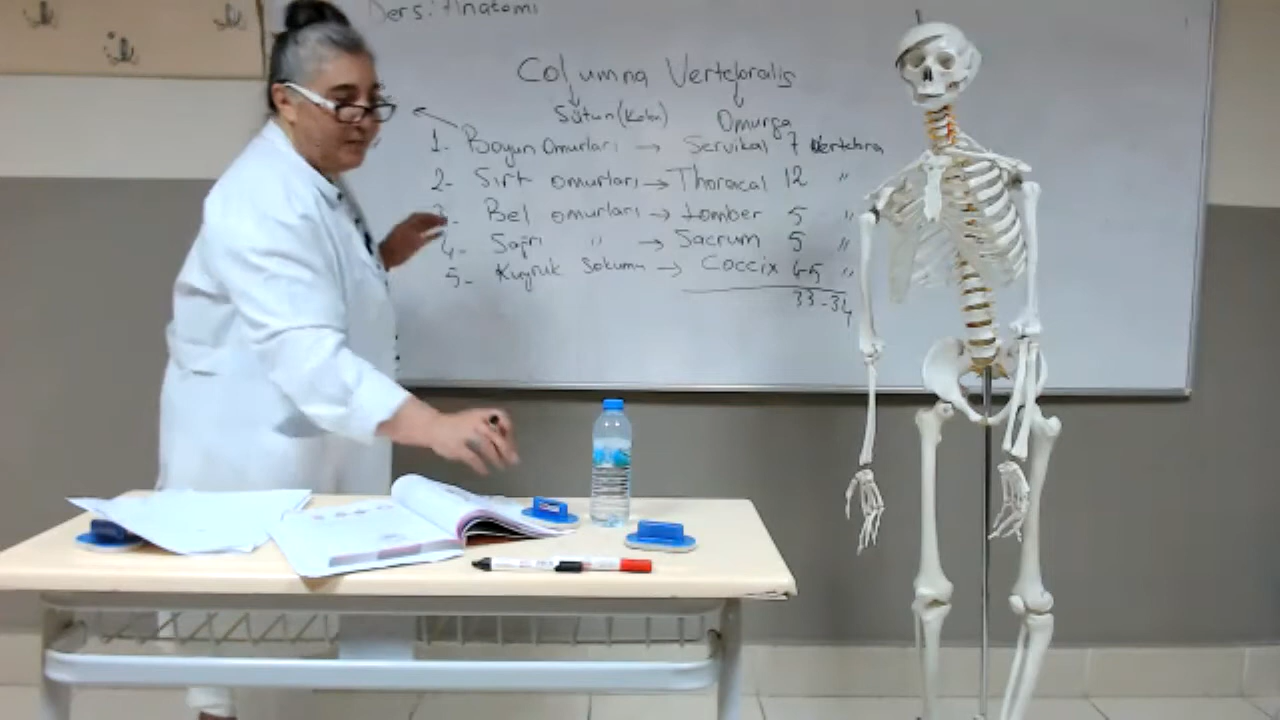 Ders: Anatomi
Columna Vertebralis
Sütun (Kolon) Omurga
1- Boyun Omurları → Servikal 7 Vertebra
2- Sırt omurları → Thoracal 12 "
3- Bel omurları → Lomber 5 "
4- Sağrı " → Sacrum 5 "
5- Kuyruk Sokumu → Coccix 4-5 "
33-34